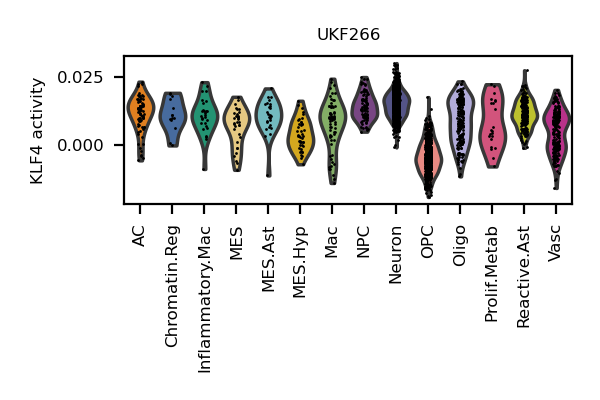 UKF266
KLF4 activity
0.025
0.000
AC
Chromatin.Reg
Inflammatory.Mac
MES
MES.Ast
MES.Hyp
Mac
NPC
Neuron
OPC
Oligo
Prolif.Metab
Reactive.Ast
Vasc